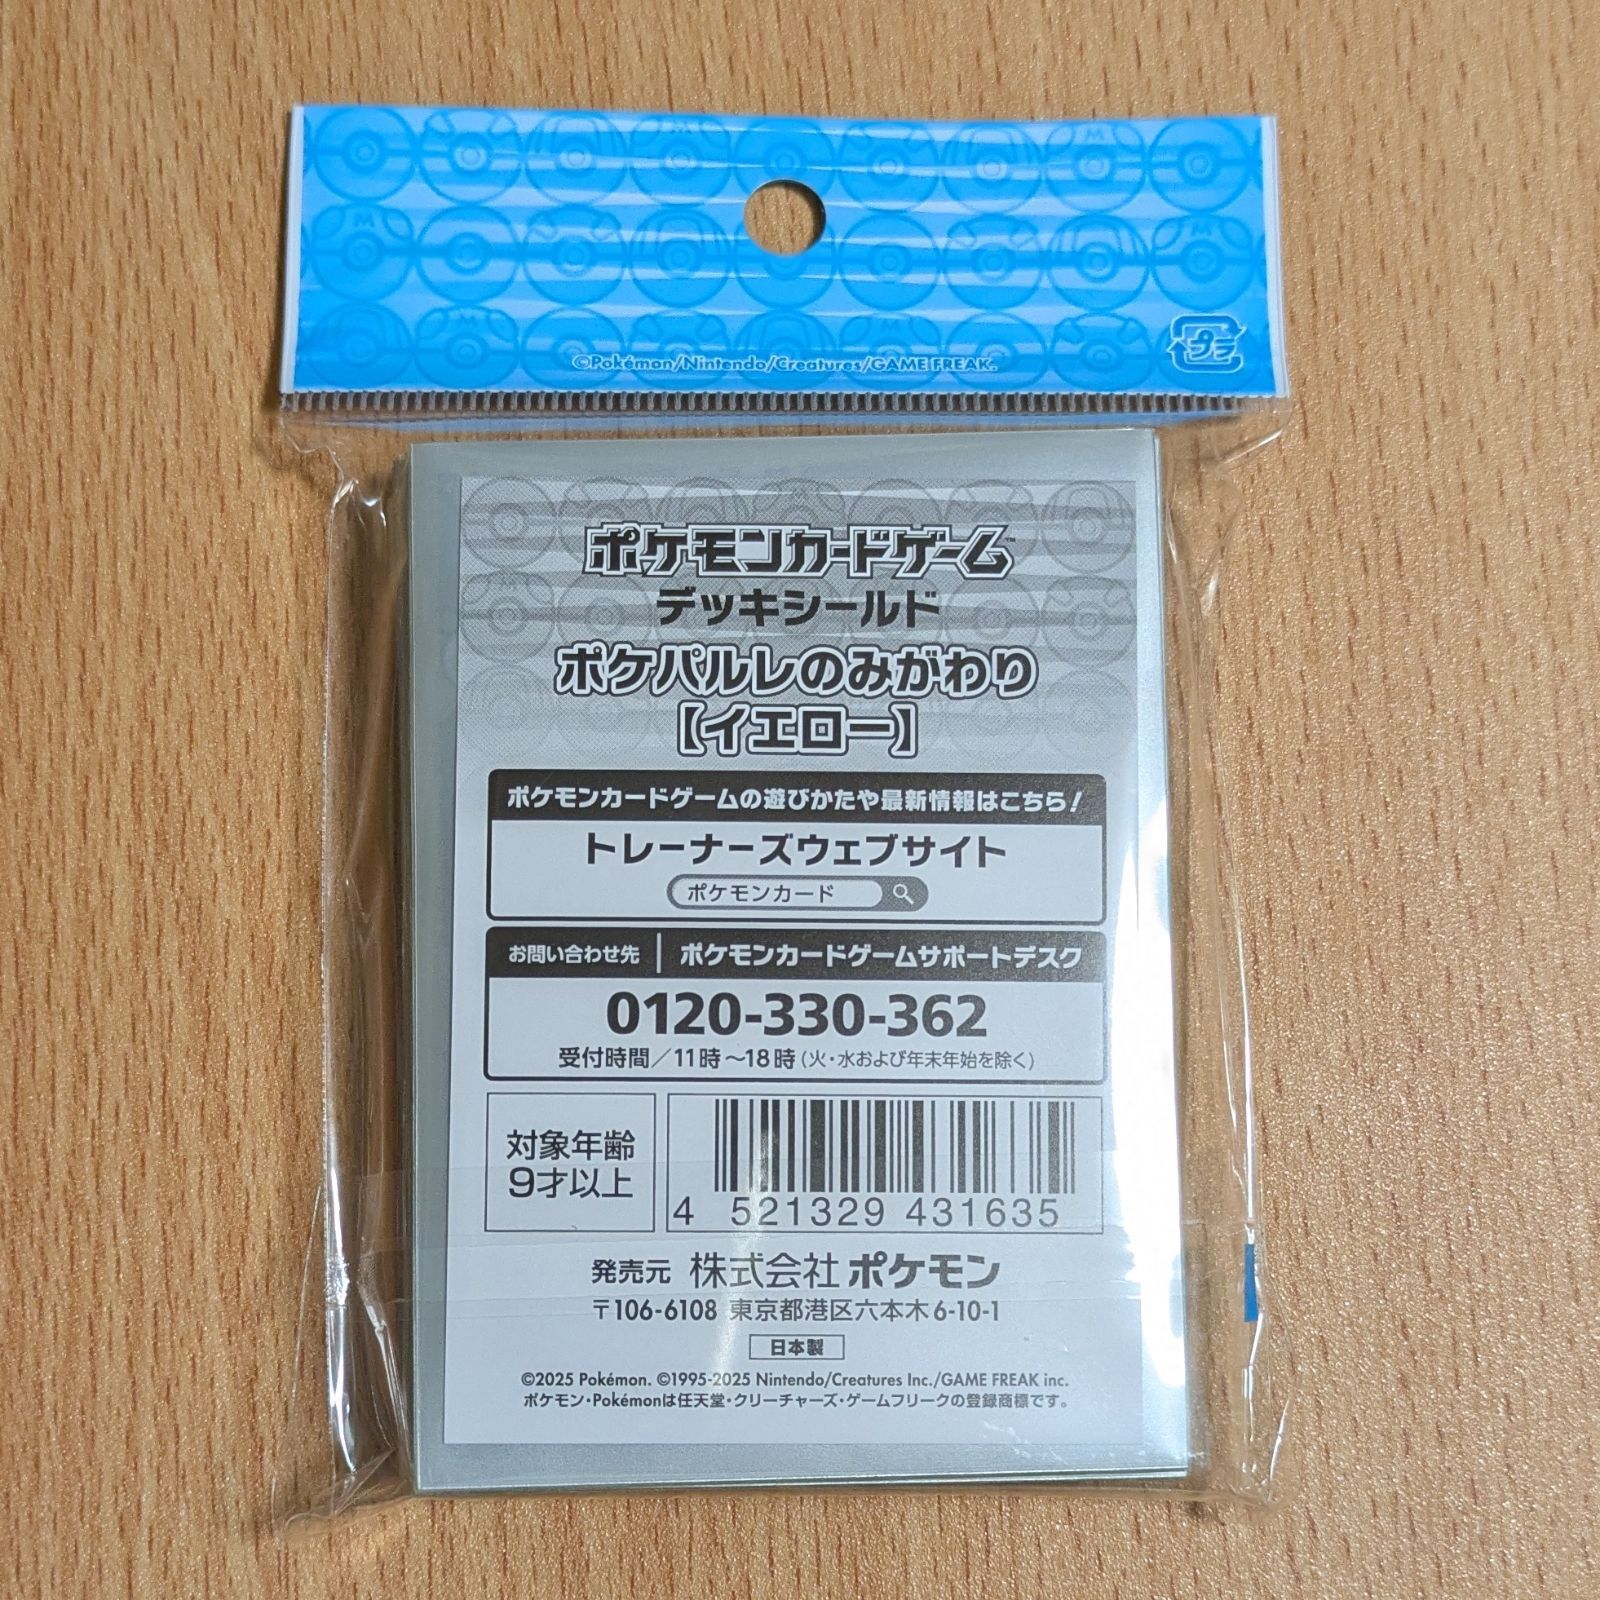 ©Pokémon/Nintendo/Creatures/GAME FREAK.
プラ
ポケモンカードゲーム™
デッキシールド
ポケパルレのみがわり
【イエロー】
ポケモンカードゲームの遊びかたや最新情報はこちら!
トレーナーズウェブサイト
ポケモンカード
お問い合わせ先 | ポケモンカードゲームサポートデスク
0120-330-362
受付時間/11時～18時(火・水および年末年始を除く)
対象年齢
9才以上
4 521329 431635
発売元 株式会社ポケモン
〒106-6108 東京都港区六本木6-10-1
日本製
©2025 Pokémon. ©1995-2025 Nintendo/Creatures Inc./GAME FREAK inc.
ポケモン・Pokémonは任天堂・クリーチャーズ・ゲームフリークの登録商標です。